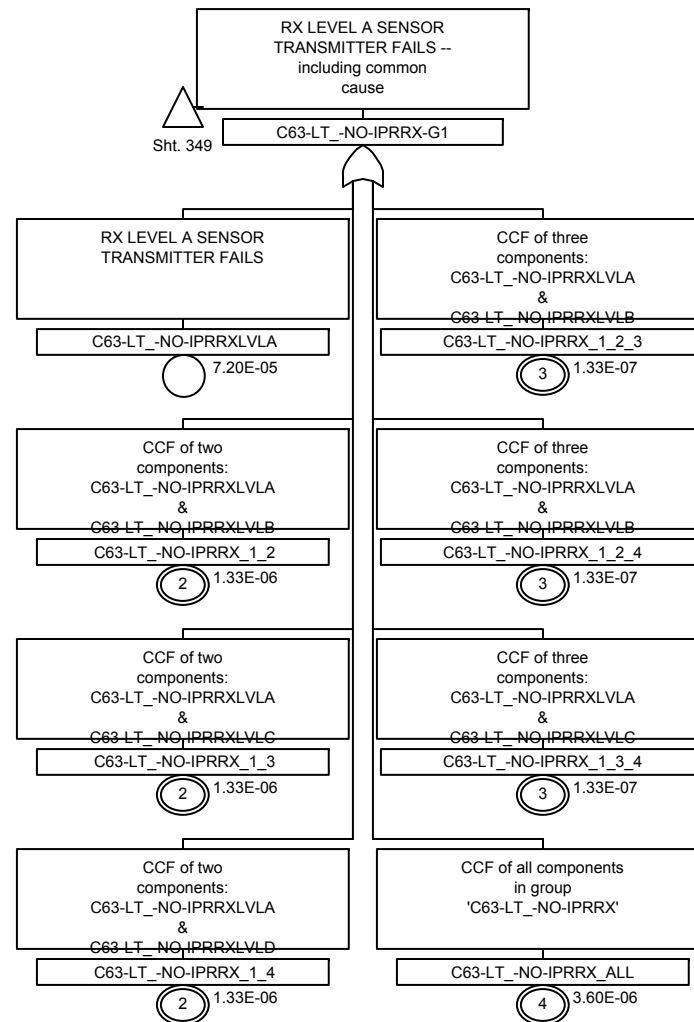 RX LEVEL A SENSOR
TRANSMITTER FAILS --
including common
cause
Sht. 349
C63-LT_-NO-IPRRX-G1
RX LEVEL A SENSOR
TRANSMITTER FAILS
C63-LT_-NO-IPRRXLVLA
7.20E-05
CCF of three
components:
C63-LT_-NO-IPRRXLVLA
&
C63-LT_-NO-IPRRXLVLB
C63-LT_-NO-IPRRX_1_2_3
3
1.33E-07
CCF of two
components:
C63-LT_-NO-IPRRXLVLA
&
C63-LT_-NO-IPRRXLVLB
C63-LT_-NO-IPRRX_1_2
2
1.33E-06
CCF of three
components:
C63-LT_-NO-IPRRXLVLA
&
C63-LT_-NO-IPRRXLVLB
C63-LT_-NO-IPRRX_1_2_4
3
1.33E-07
CCF of two
components:
C63-LT_-NO-IPRRXLVLA
&
C63-LT_-NO-IPRRXLVLC
C63-LT_-NO-IPRRX_1_3
2
1.33E-06
CCF of three
components:
C63-LT_-NO-IPRRXLVLA
&
C63-LT_-NO-IPRRXLVLC
C63-LT_-NO-IPRRX_1_3_4
3
1.33E-07
CCF of two
components:
C63-LT_-NO-IPRRXLVLA
&
C63-LT_-NO-IPRRXLVLD
C63-LT_-NO-IPRRX_1_4
2
1.33E-06
CCF of all components
in group
'C63-LT_-NO-IPRRX'
C63-LT_-NO-IPRRX_ALL
4
3.60E-06